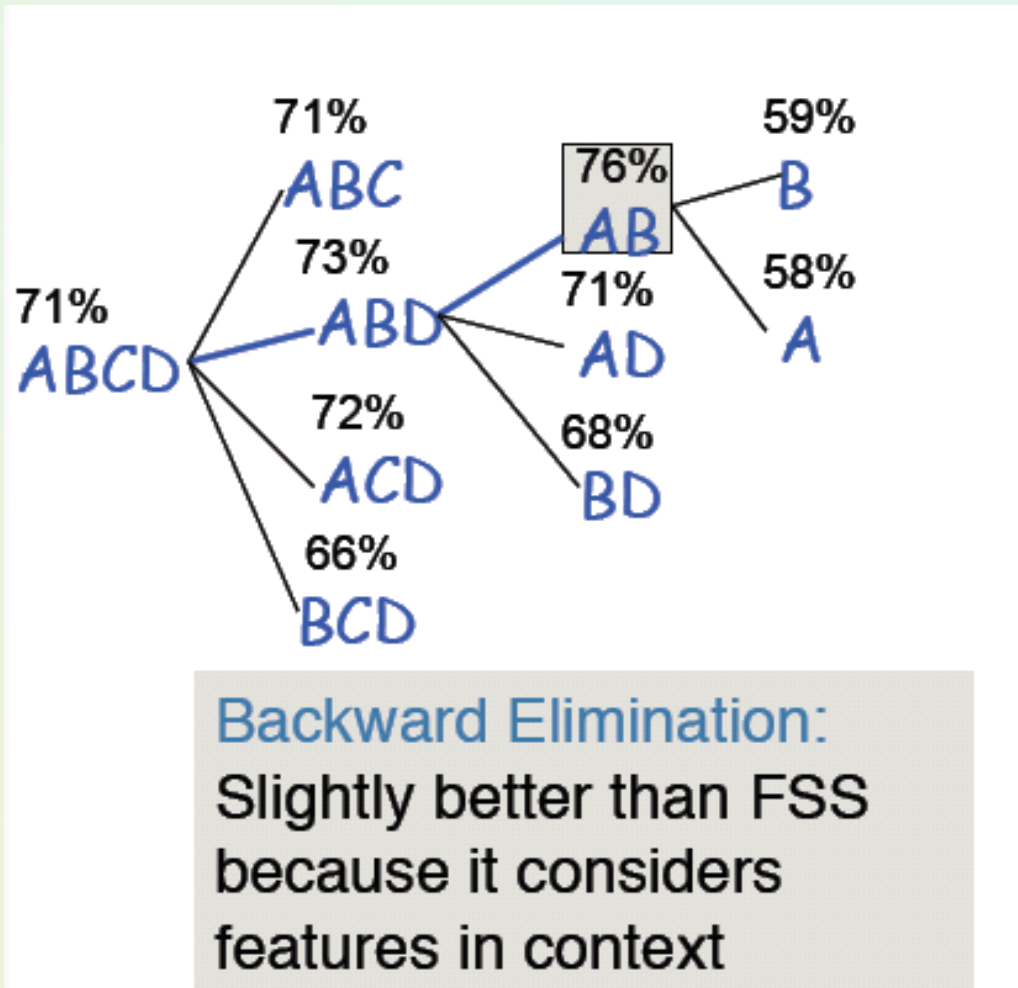 71%
ABCD
71%
ABC
73%
ABD
72%
ACD
66%
BCD
76%
AB
71%
AD
68%
BD
59%
B
58%
A
Backward Elimination:
Slightly better than FSS
because it considers
features in context